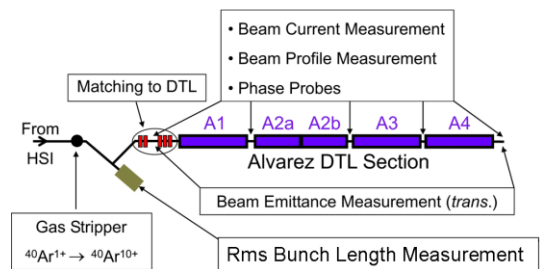 • Beam Current Measurement
• Beam Profile Measurement
• Phase Probes
Matching to DTL
From
HSI
A1
A2a
A2b
A3
A4
Alvarez DTL Section
Beam Emittance Measurement (trans.)
Gas Stripper
⁴⁰Ar¹⁺ → ⁴⁰Ar¹⁰⁺
Rms Bunch Length Measurement